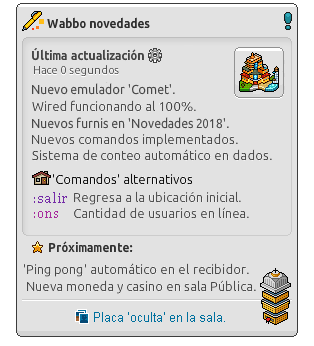 Wabbo novedades
Última actualización
Hace 0 segundos
Nuevo emulador 'Comet'.
Wired funcionando al 100%.
Nuevos furnis en 'Novedades 2018'.
Nuevos comandos implementados.
Sistema de conteo automático en dados.
'Comandos' alternativos
:salir Regresa a la ubicación inicial.
:ons Cantidad de usuarios en línea.
Próximamente:
'Ping pong' automático en el recibidor.
Nueva moneda y casino en sala Pública.
Placa 'oculta' en la sala.